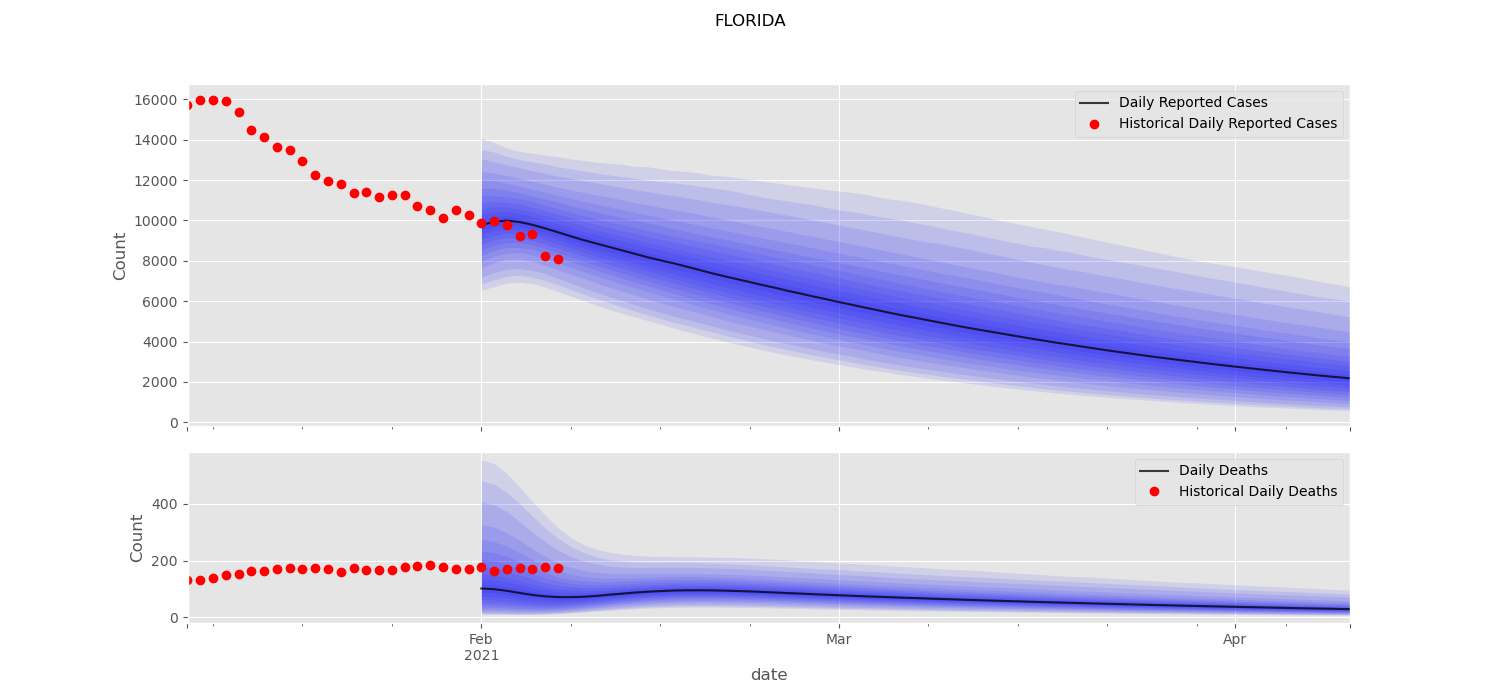 FLORIDA
16000
14000
12000
10000
8000
6000
4000
2000
0
Count
Daily Reported Cases
Historical Daily Reported Cases
400
200
0
Count
Daily Deaths
Historical Daily Deaths
Feb
2021
Mar
Apr
date